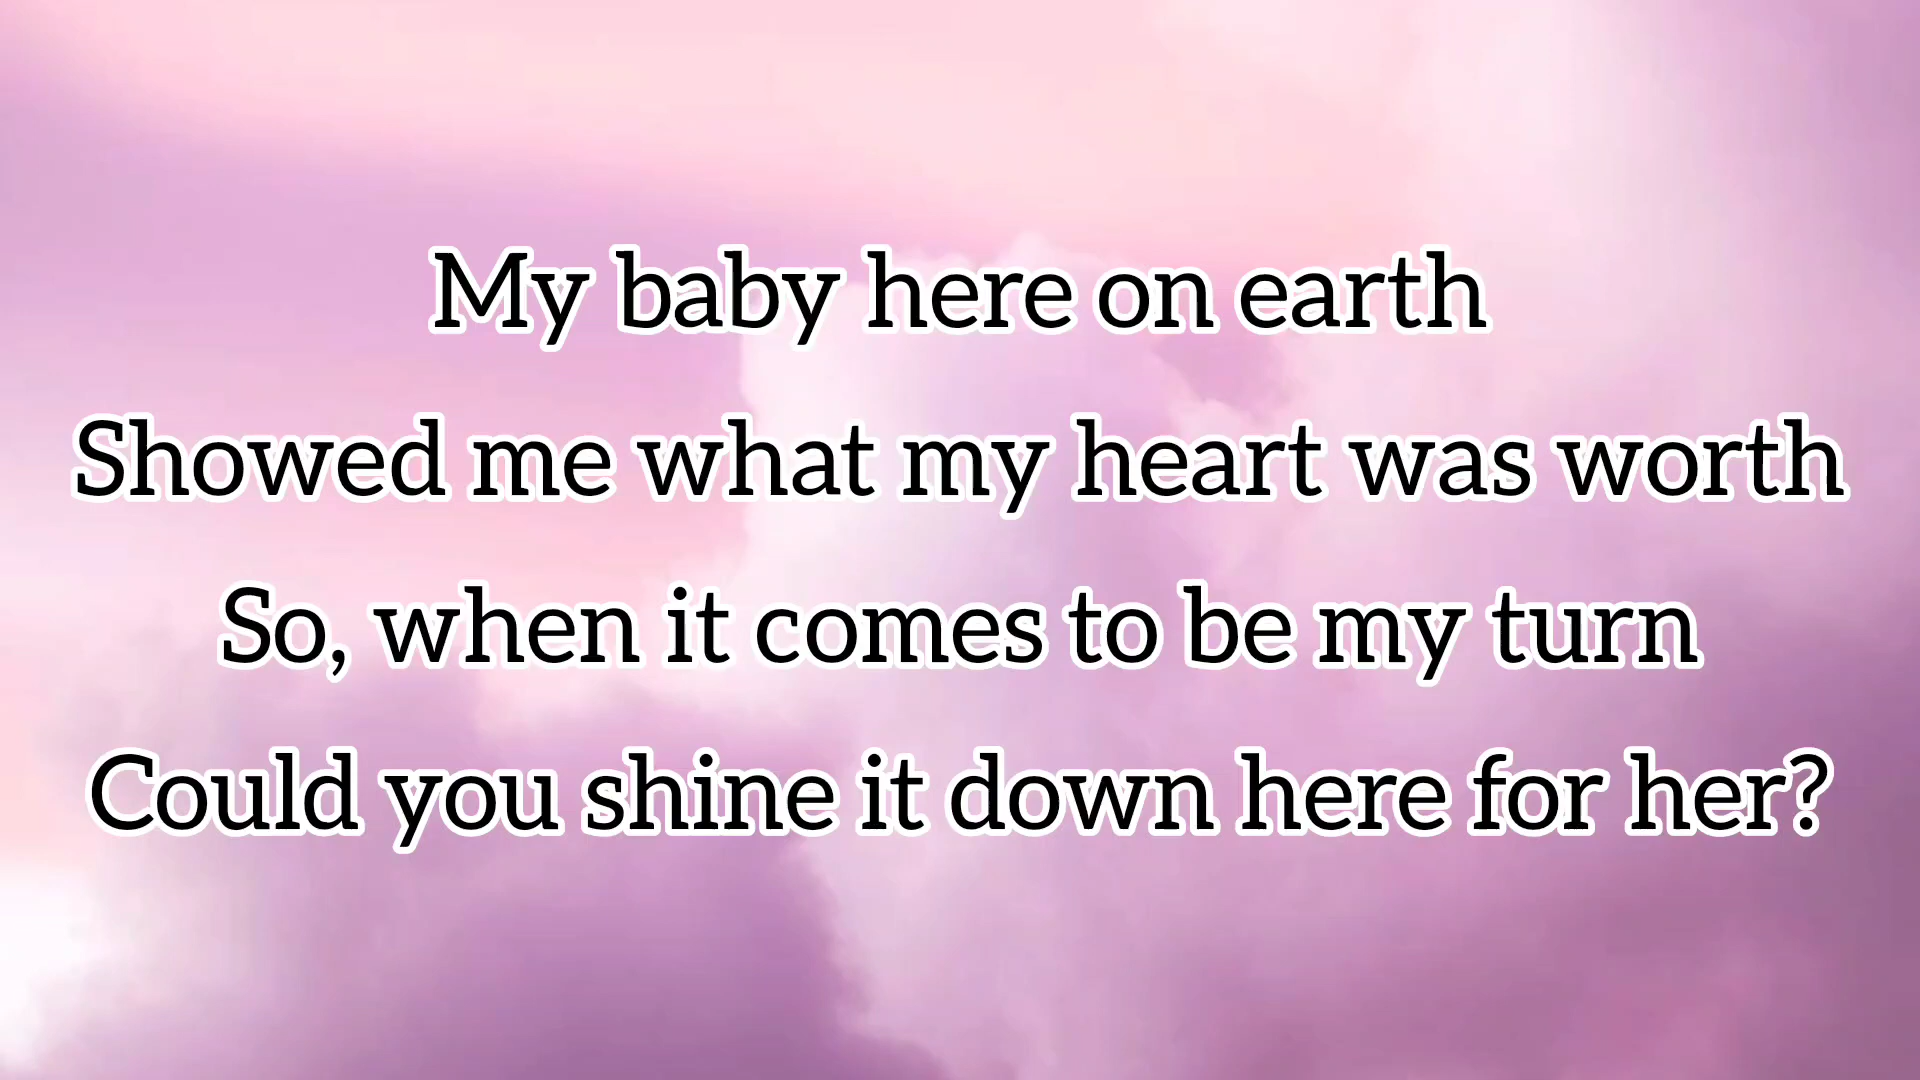 My baby here on earth
Showed me what my heart was worth
So, when it comes to be my turn
Could you shine it down here for her?